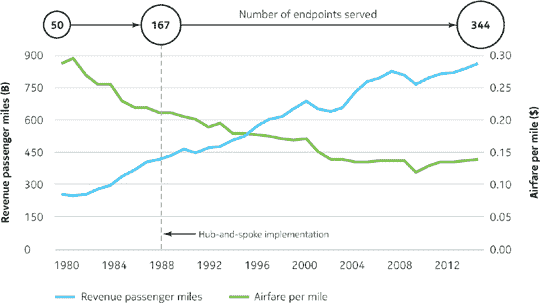 Number of endpoints served
50
167
344
900
750
600
450
300
150
0
Revenue passenger miles (B)
0.30
0.25
0.20
0.15
0.10
0.05
0.00
Airfare per mile ($)
Hub-and-spoke implementation
1980 1984 1988 1992 1996 2000 2004 2008 2012
Revenue passenger miles Airfare per mile